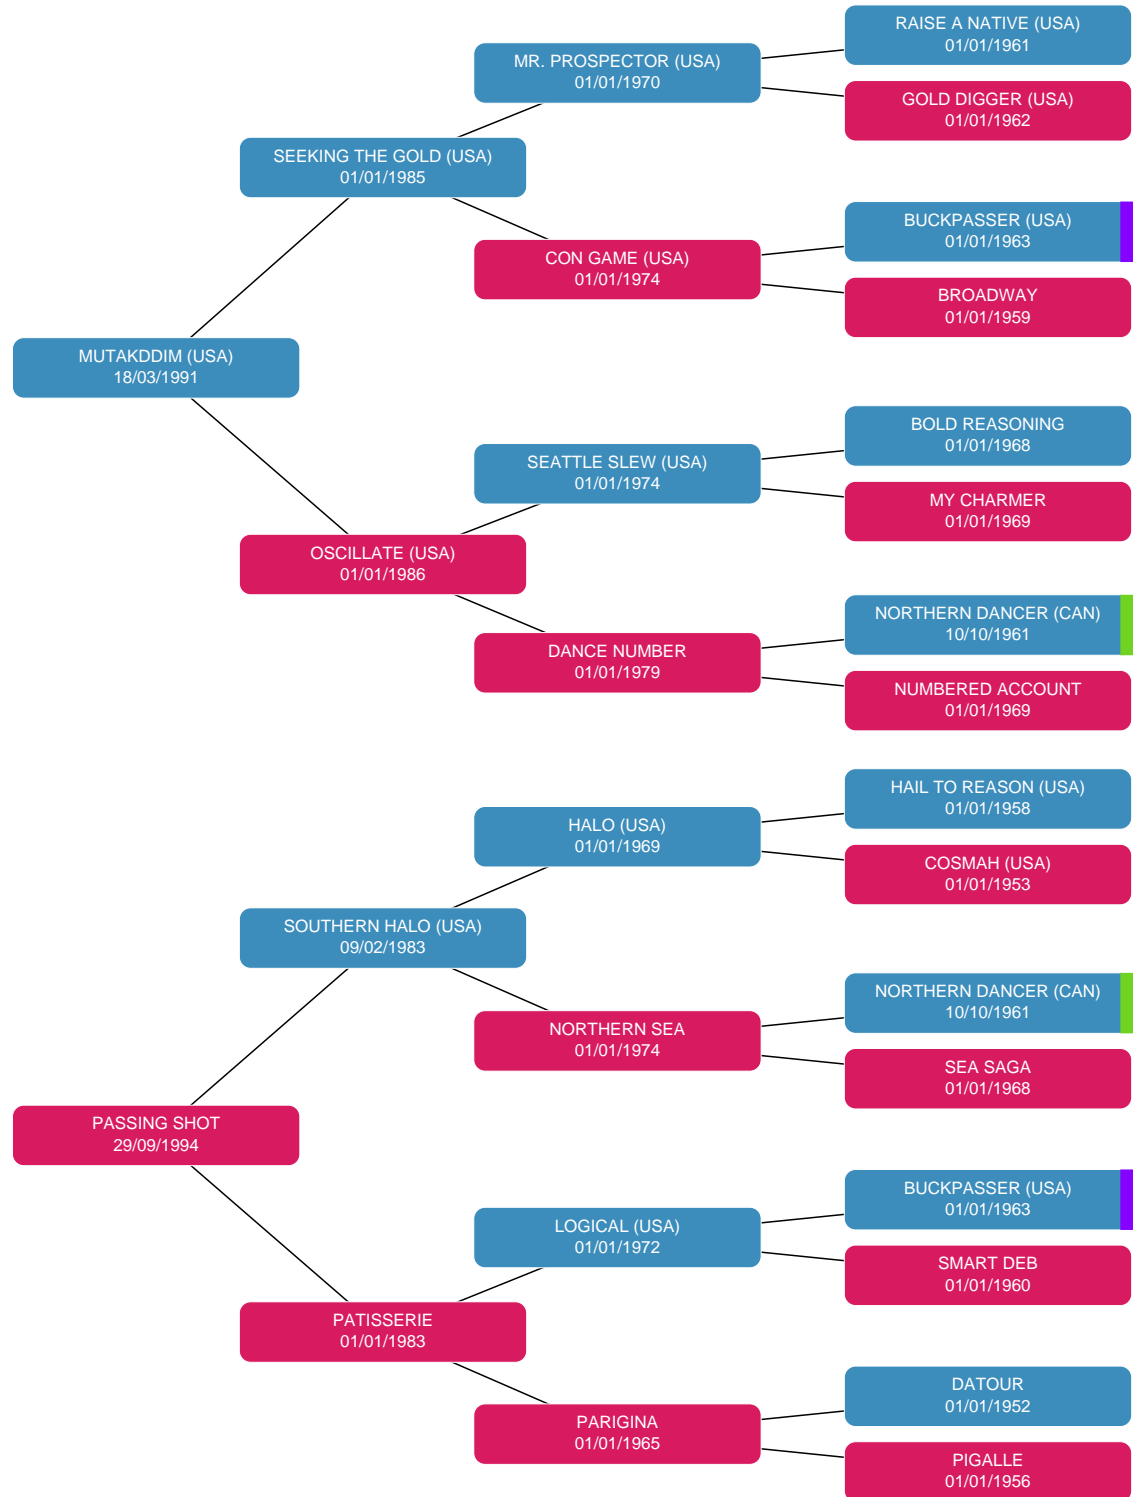 RAISE A NATIVE (USA)
01/01/1961
MR. PROSPECTOR (USA)
01/01/1970
GOLD DIGGER (USA)
01/01/1962
SEEKING THE GOLD (USA)
01/01/1985
BUCKPASSER (USA)
01/01/1963
CON GAME (USA)
01/01/1974
BROADWAY
01/01/1959
MUTAKDDIM (USA)
18/03/1991
BOLD REASONING
01/01/1968
SEATTLE SLEW (USA)
01/01/1974
MY CHARMER
01/01/1969
OSCILLATE (USA)
01/01/1986
NORTHERN DANCER (CAN)
10/10/1961
DANCE NUMBER
01/01/1979
NUMBERED ACCOUNT
01/01/1969
HAIL TO REASON (USA)
01/01/1958
HALO (USA)
01/01/1969
COSMAH (USA)
01/01/1953
SOUTHERN HALO (USA)
09/02/1983
NORTHERN DANCER (CAN)
10/10/1961
NORTHERN SEA
01/01/1974
SEA SAGA
01/01/1968
PASSING SHOT
29/09/1994
BUCKPASSER (USA)
01/01/1963
LOGICAL (USA)
01/01/1972
SMART DEB
01/01/1960
PATISSERIE
01/01/1983
DATOUR
01/01/1952
PARIGINA
01/01/1965
PIGALLE
01/01/1956